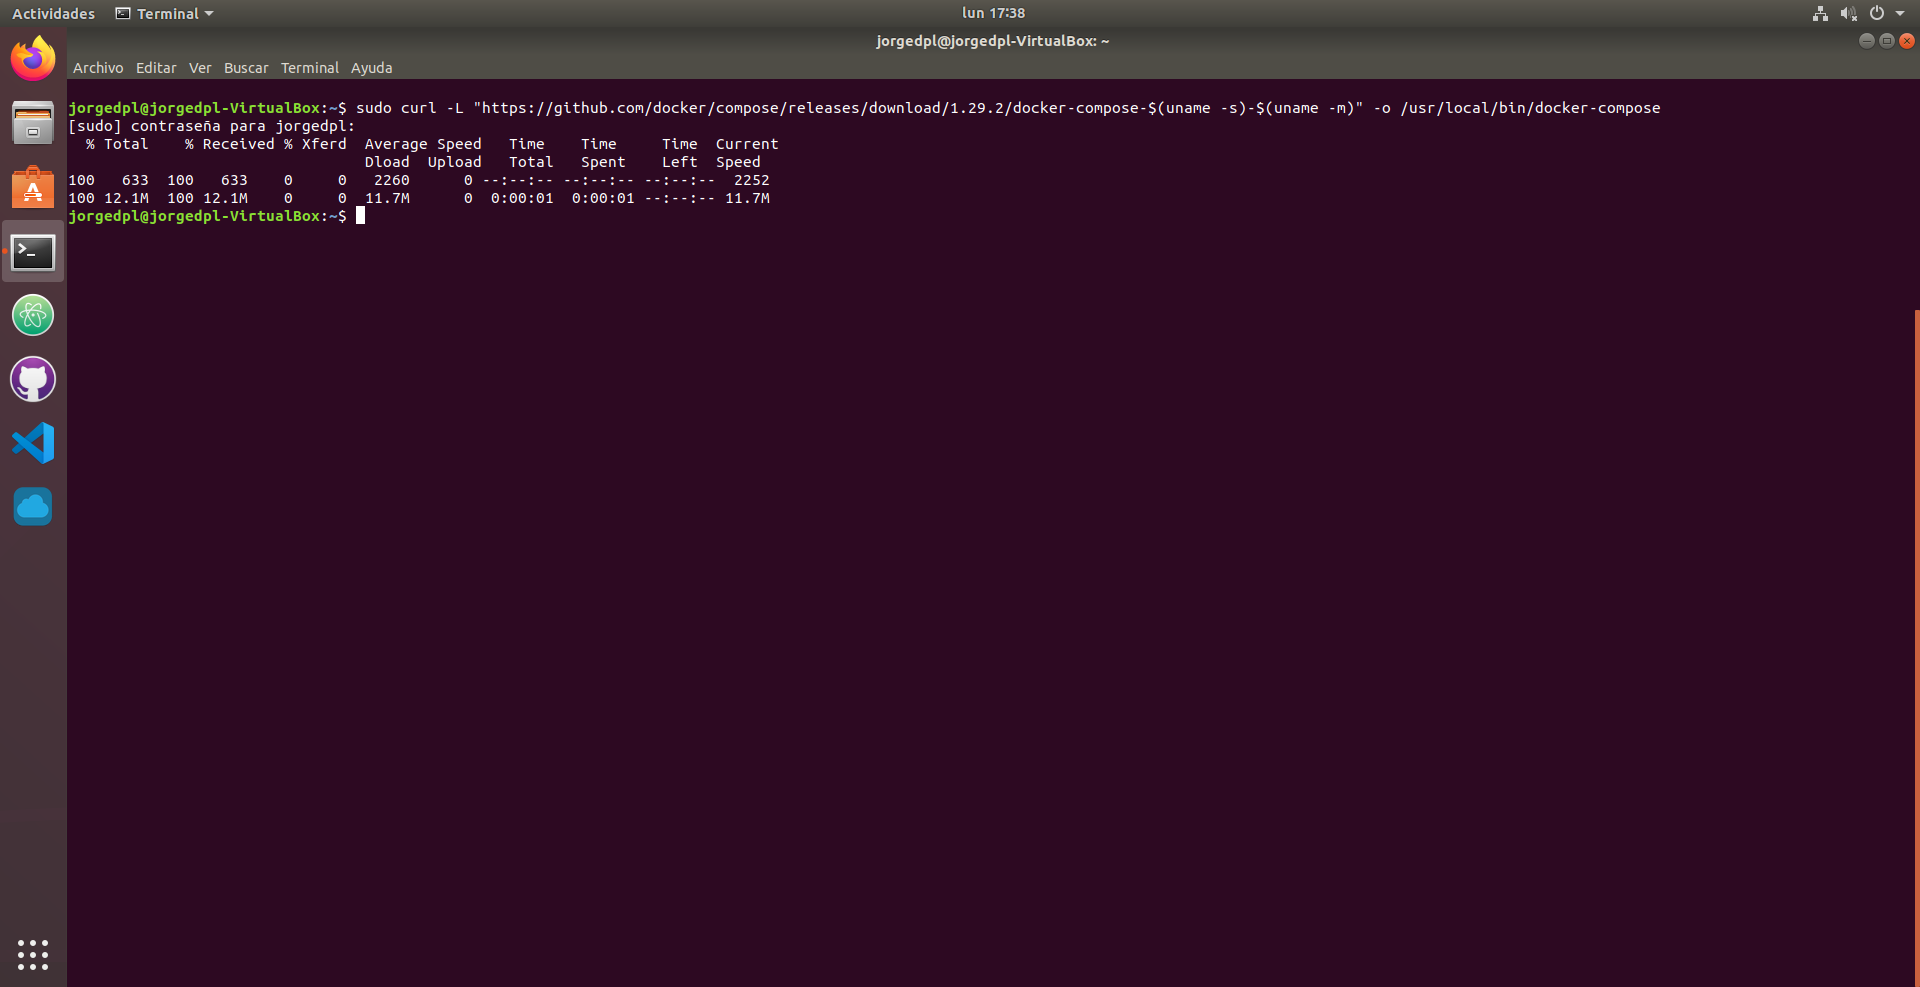 Actividades Terminal lun 17:38
jorgedpl@jorgedpl-VirtualBox: ~
Archivo Editar Ver Buscar Terminal Ayuda
jorgedpl@jorgedpl-VirtualBox:~$ sudo curl -L "https://github.com/docker/compose/releases/download/1.29.2/docker-compose-$(uname -s)-$(uname -m)" -o /usr/local/bin/docker-compose
[sudo] contraseña para jorgedpl:
  % Total    % Received % Xferd  Average Speed   Time    Time     Time  Current
                                 Dload  Upload   Total   Spent    Left  Speed
100   633  100   633    0     0   2260      0 --:--:-- --:--:-- --:--:--  2252
100 12.1M  100 12.1M    0     0  11.7M      0  0:00:01  0:00:01 --:--:-- 11.7M
jorgedpl@jorgedpl-VirtualBox:~$